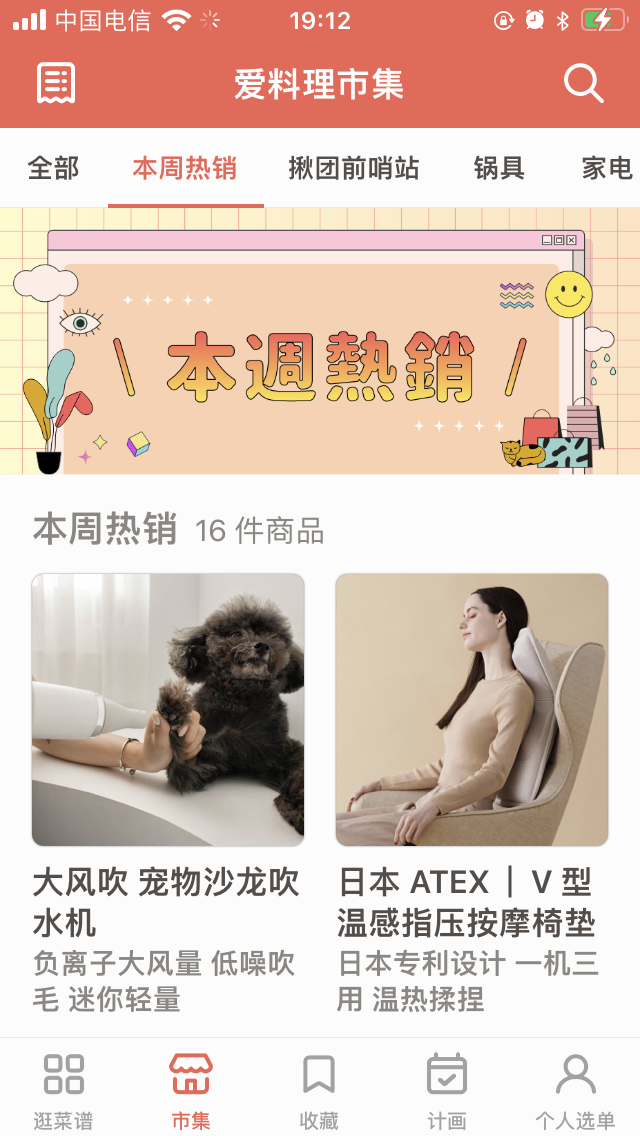 中国电信 19:12
爱料理市集
全部 本周热销 揪团前哨站 锅具 家电
本週熱銷
本周热销 16 件商品
大风吹 宠物沙龙吹
水机
负离子大风量 低噪吹
毛 迷你轻量
日本 ATEX｜V 型
温感指压按摩椅垫
日本专利设计 一机三
用 温热揉捏
逛菜谱 市集 收藏 计画 个人选单